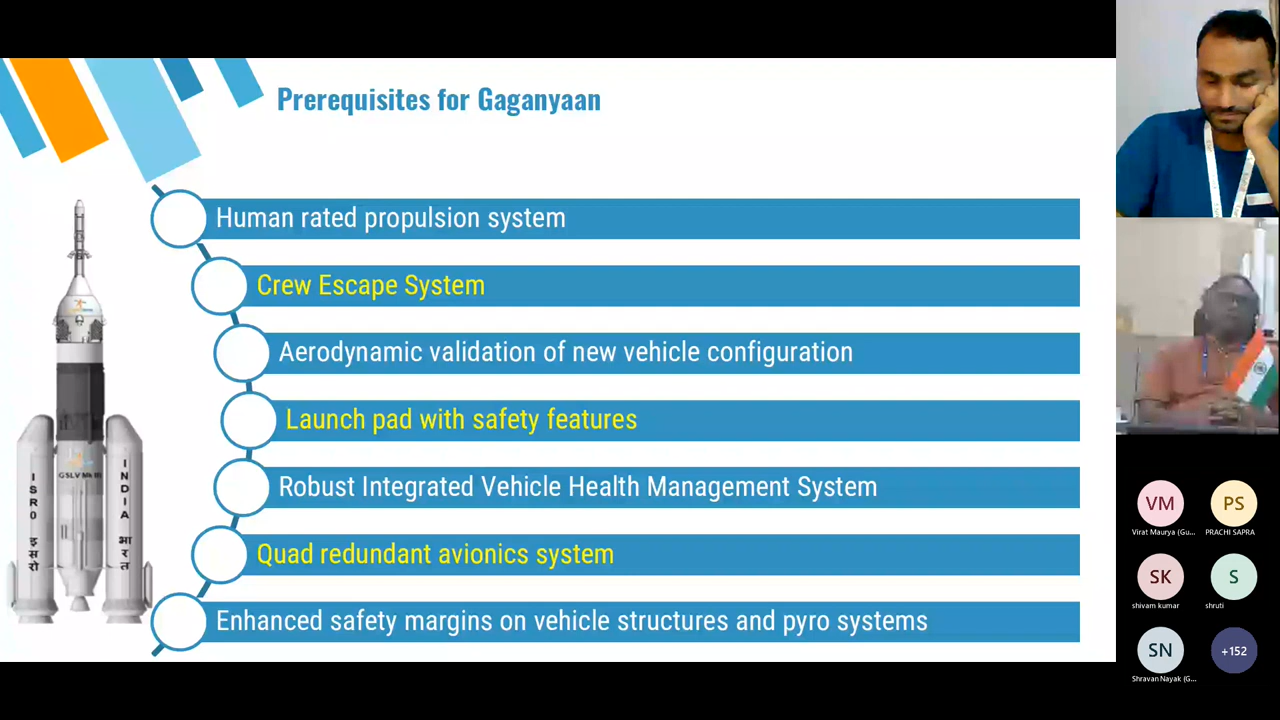 Prerequisites for Gaganyaan
Human rated propulsion system
Crew Escape System
Aerodynamic validation of new vehicle configuration
Launch pad with safety features
Robust Integrated Vehicle Health Management System
Quad redundant avionics system
Enhanced safety margins on vehicle structures and pyro systems
GSLV Mk III
ISRO इसरो
INDIA भारत
VM
Virat Maurya (Gu...
PS
PRACHI SAPRA
SK
shivam kumar
S
shruti
SN
Shravan Nayak (G...
+152